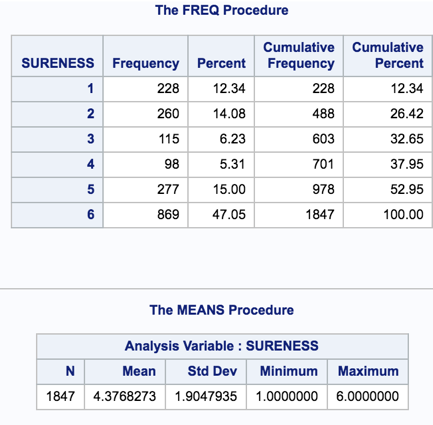 The FREQ Procedure
SURENESS Frequency Percent Cumulative Frequency Cumulative Percent
1 228 12.34 228 12.34
2 260 14.08 488 26.42
3 115 6.23 603 32.65
4 98 5.31 701 37.95
5 277 15.00 978 52.95
6 869 47.05 1847 100.00
The MEANS Procedure
Analysis Variable : SURENESS
N Mean Std Dev Minimum Maximum
1847 4.3768273 1.9047935 1.0000000 6.0000000